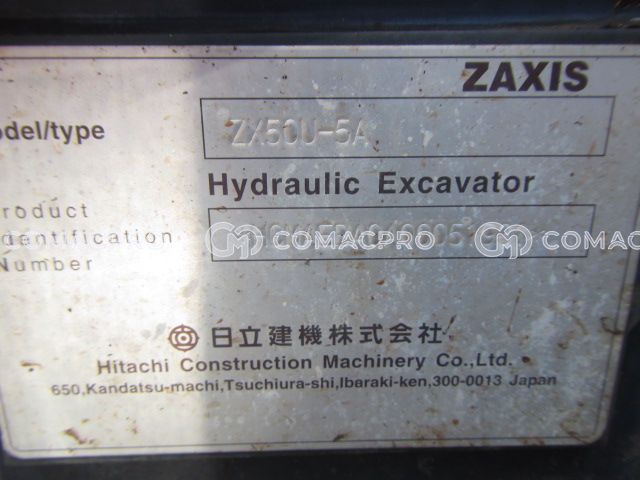 ZAXIS
odel/type ZX50U-5A
Hydraulic Excavator
roduct
dentification
Number
COMACPRO COMACPRO
日立建機株式会社
Hitachi Construction Machinery Co.,Ltd.
650,Kandatsu-machi,Tsuchiura-shi,Ibaraki-ken,300-0013 Japan